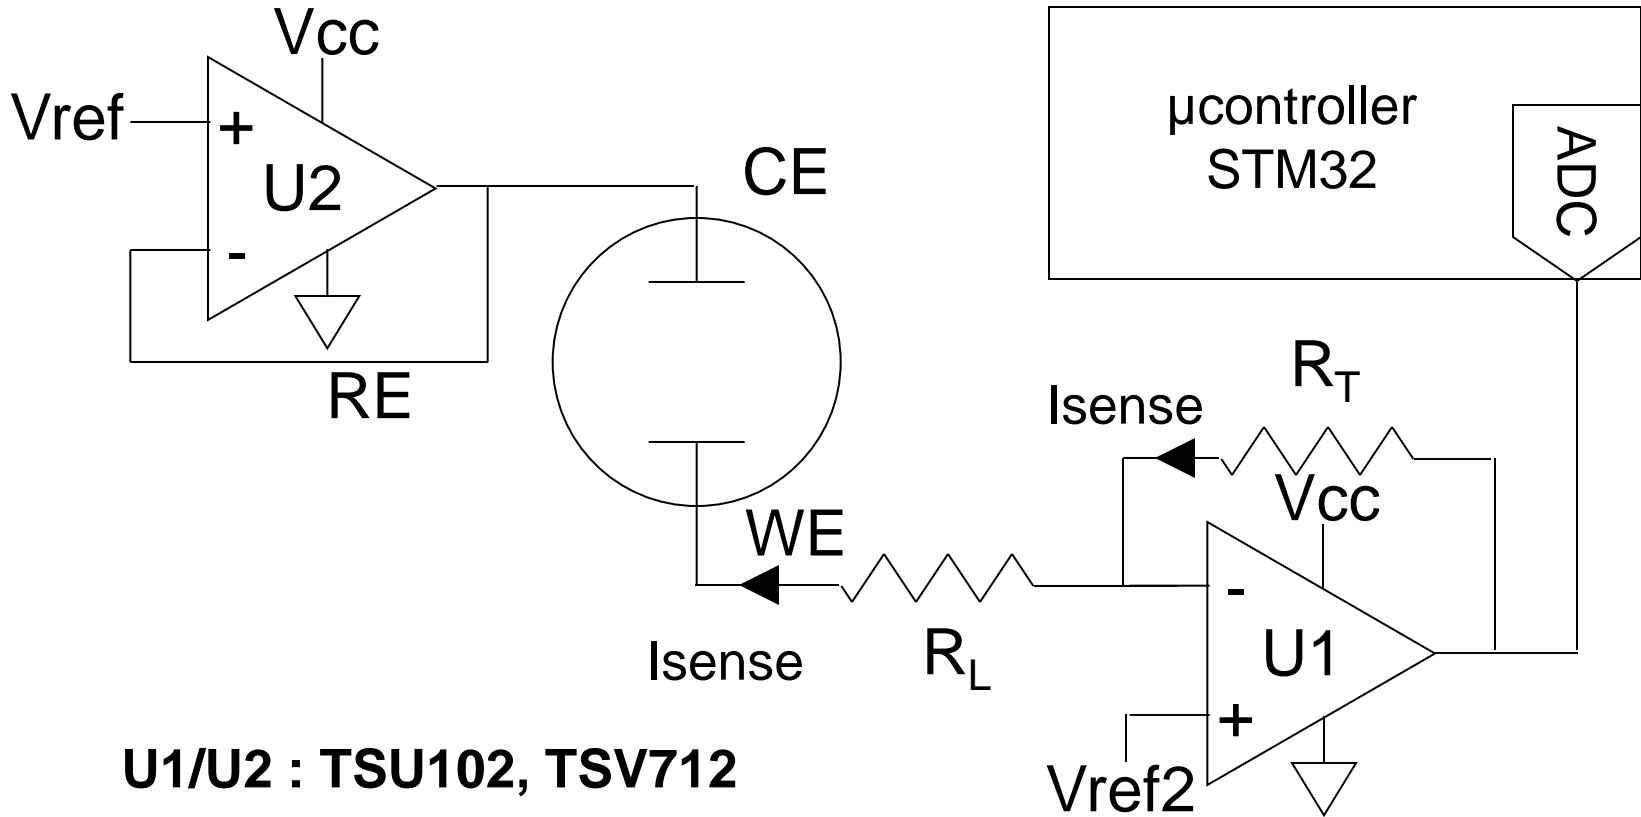 Vcc
Vref
+
U2
-
RE
CE
µcontroller
STM32
ADC
RT
Isense
Vcc
WE
-
U1
Isense
RL
+
Vref2
U1/U2 : TSU102, TSV712